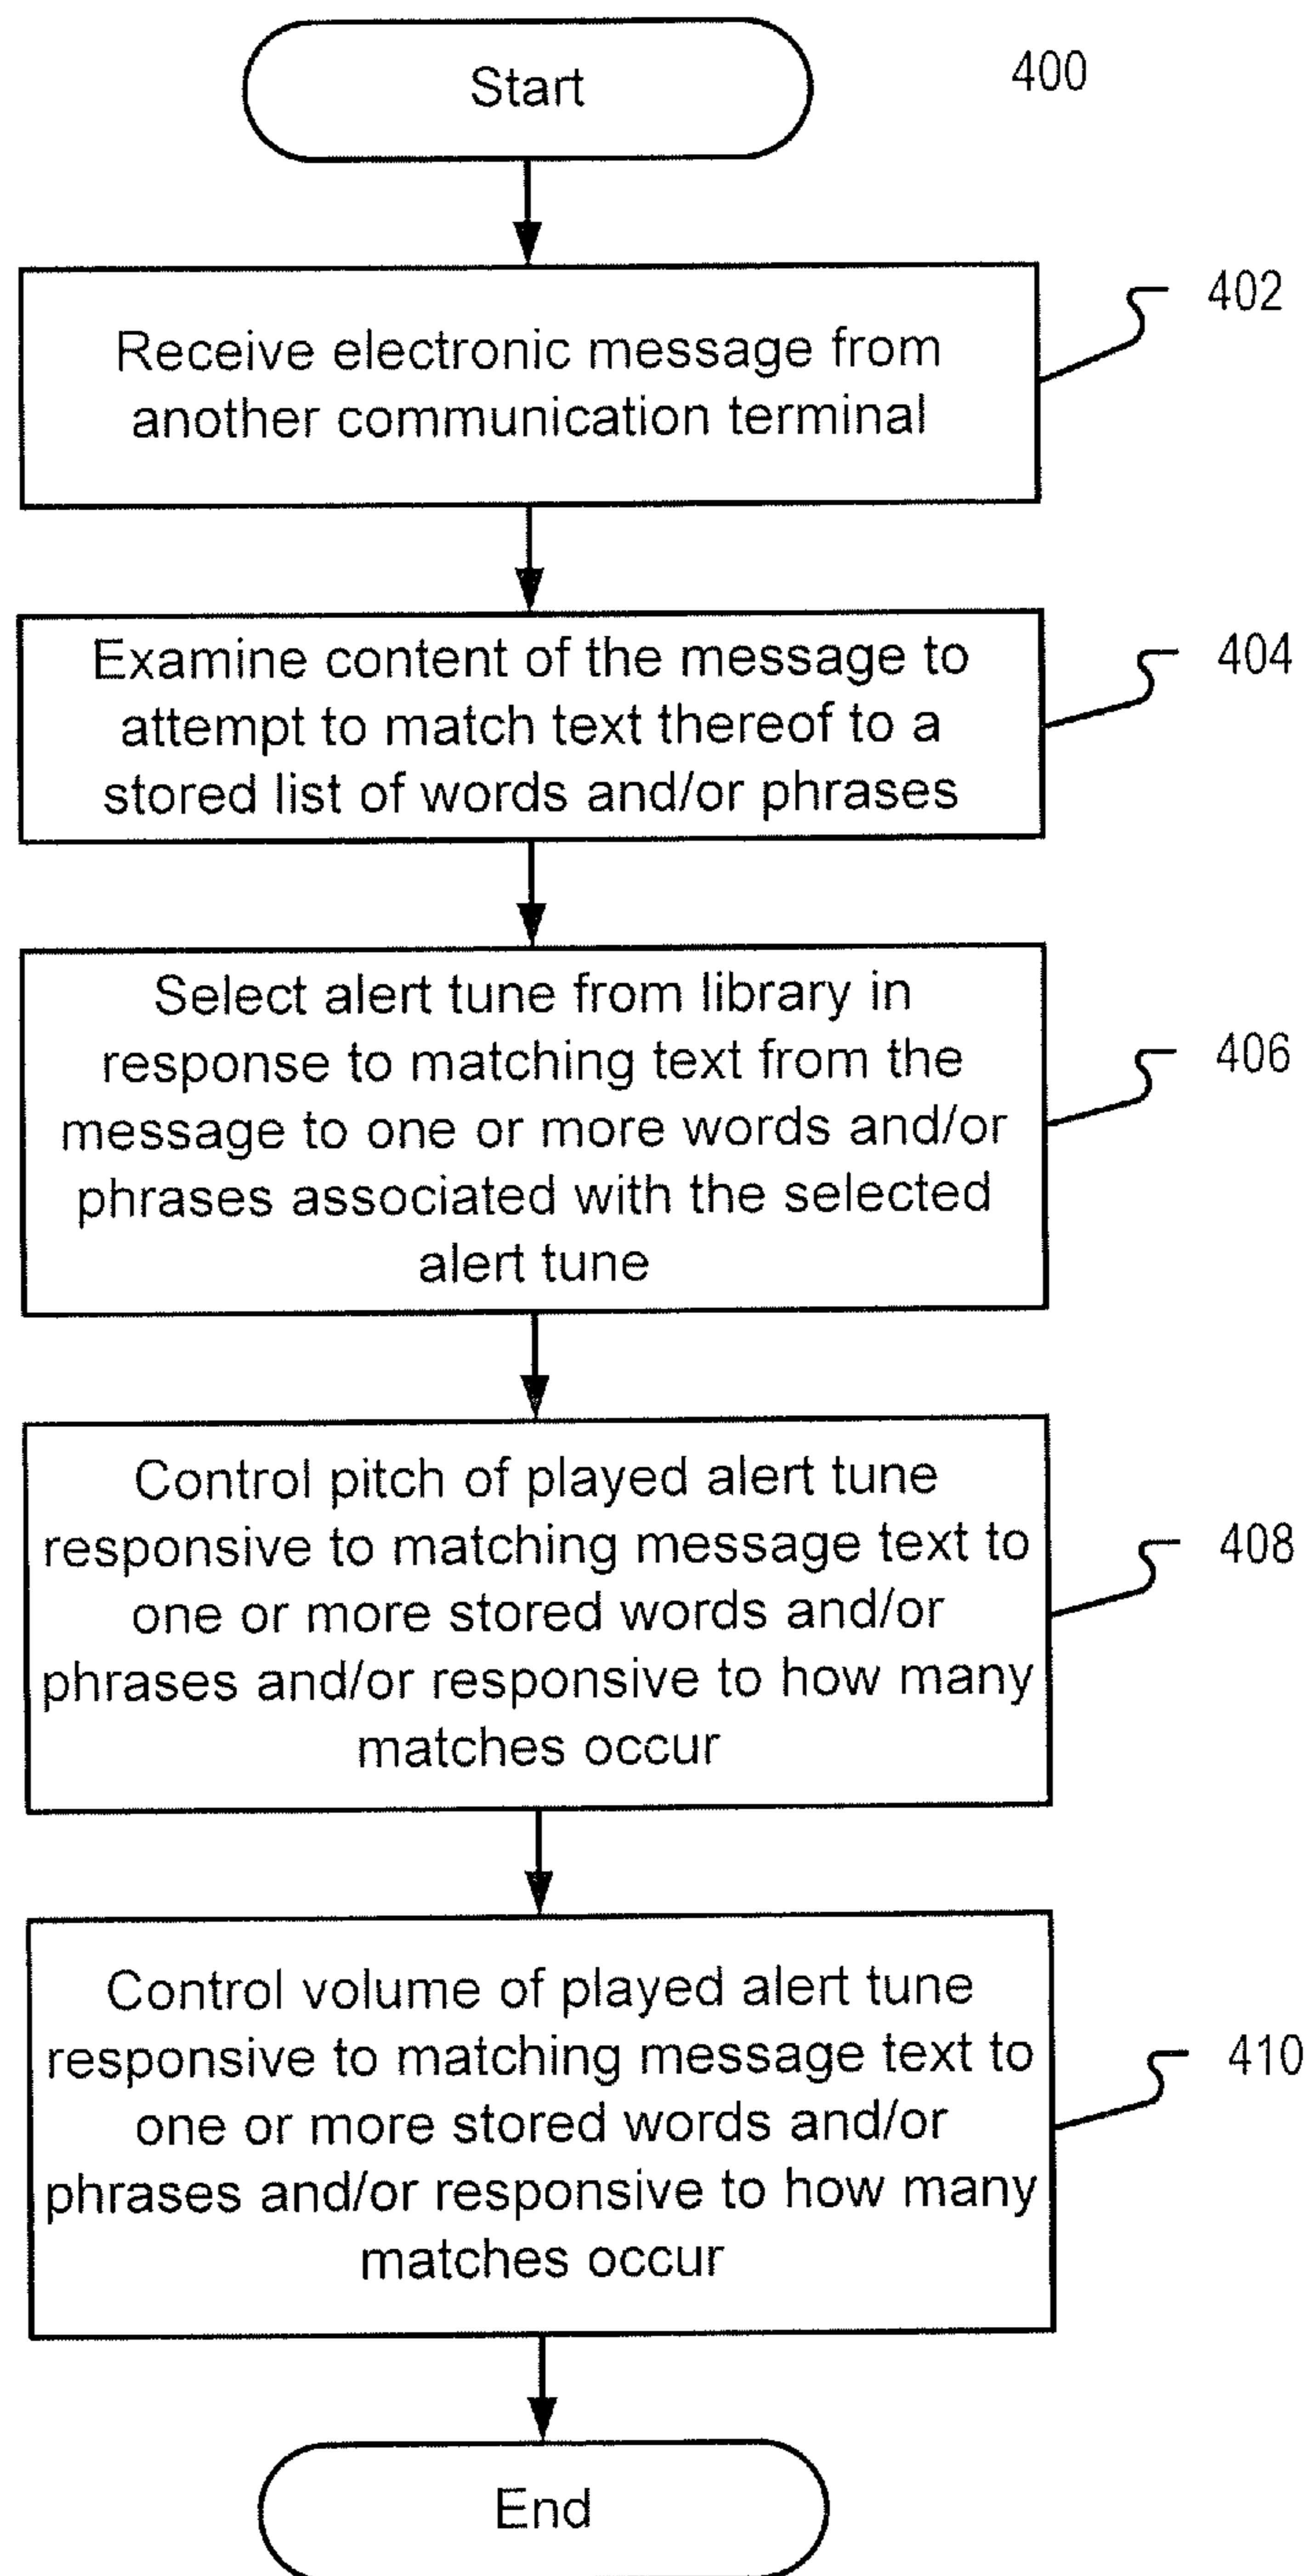 Start
400
Receive electronic message from
another communication terminal
402
Examine content of the message to
attempt to match text thereof to a
stored list of words and/or phrases
404
Select alert tune from library in
response to matching text from the
message to one or more words and/or
phrases associated with the selected
alert tune
406
Control pitch of played alert tune
responsive to matching message text to
one or more stored words and/or
phrases and/or responsive to how many
matches occur
408
Control volume of played alert tune
responsive to matching message text to
one or more stored words and/or
phrases and/or responsive to how many
matches occur
410
End